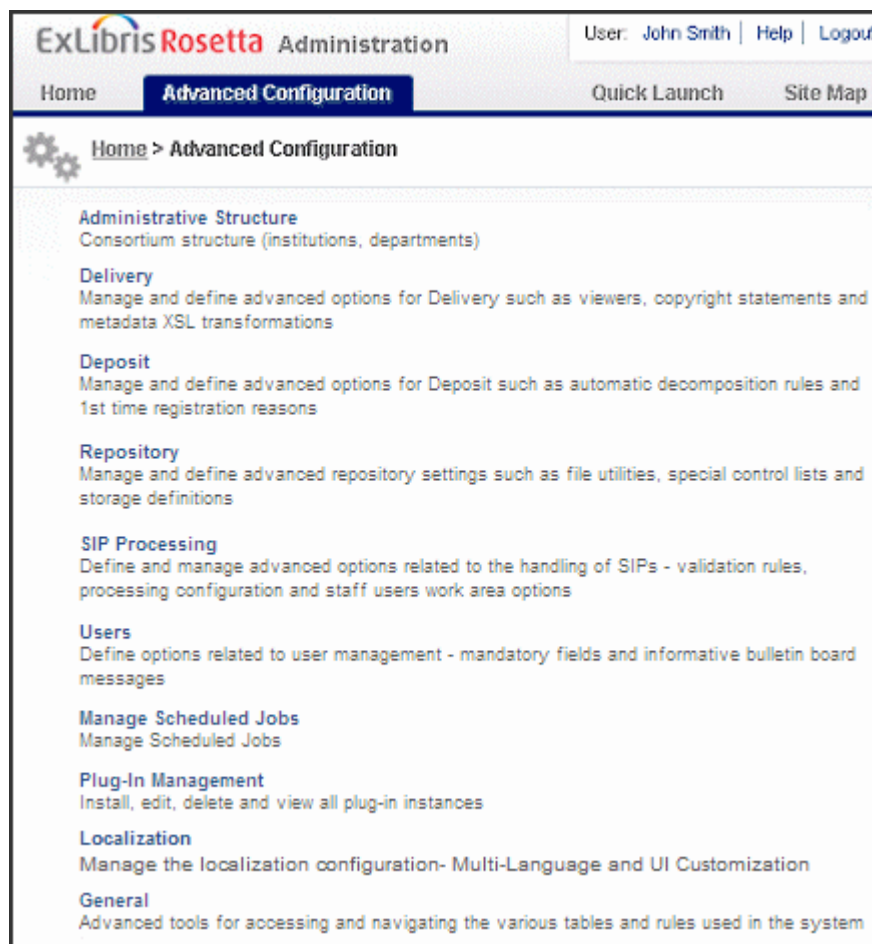 ExLibris Rosetta Administration
User: John Smith | Help | Logout
Home Advanced Configuration Quick Launch Site Map
Home > Advanced Configuration
Administrative Structure
Consortium structure (institutions, departments)
Delivery
Manage and define advanced options for Delivery such as viewers, copyright statements and
metadata XSL transformations
Deposit
Manage and define advanced options for Deposit such as automatic decomposition rules and
1st time registration reasons
Repository
Manage and define advanced repository settings such as file utilities, special control lists and
storage definitions
SIP Processing
Define and manage advanced options related to the handling of SIPs - validation rules,
processing configuration and staff users work area options
Users
Define options related to user management - mandatory fields and informative bulletin board
messages
Manage Scheduled Jobs
Manage Scheduled Jobs
Plug-In Management
Install, edit, delete and view all plug-in instances
Localization
Manage the localization configuration- Multi-Language and UI Customization
General
Advanced tools for accessing and navigating the various tables and rules used in the system